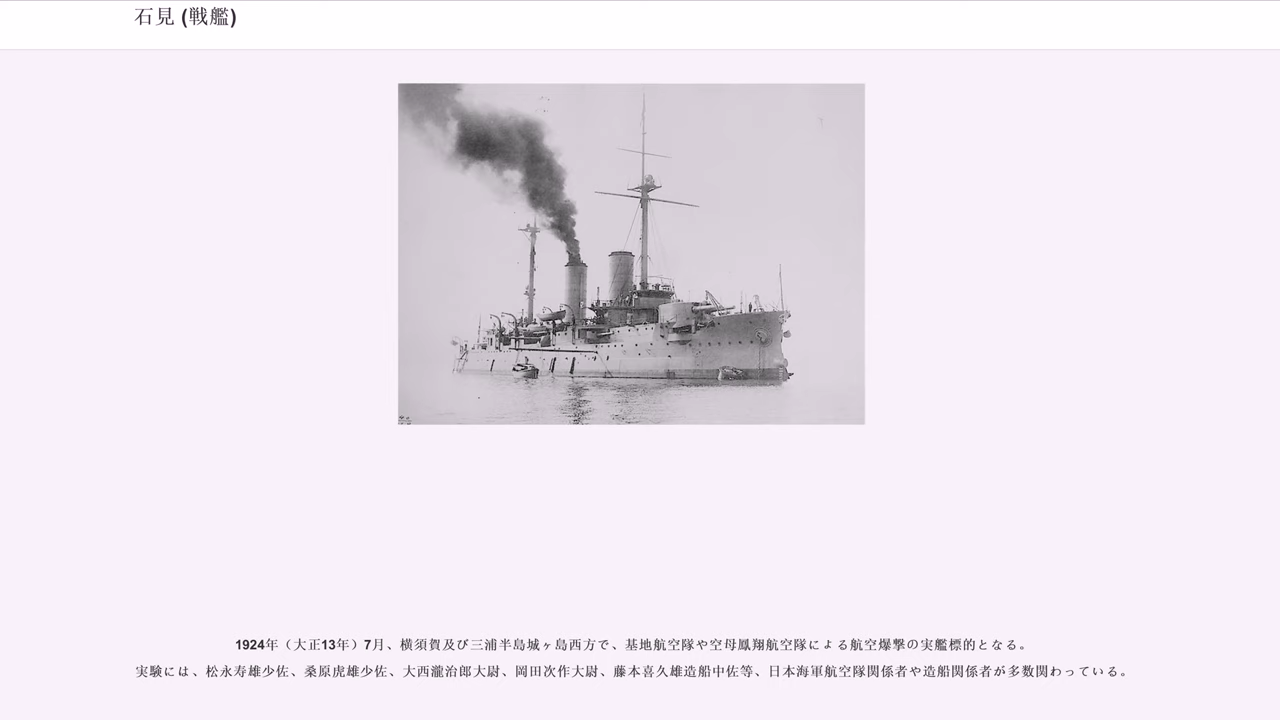 石見 (戦艦)
1924年（大正13年）7月、横須賀及び三浦半島城ヶ島西方で、基地航空隊や空母鳳翔航空隊による航空爆撃の実艦標的となる。
実験には、松永寿雄少佐、桑原虎雄少佐、大西瀧治郎大尉、岡田次作大尉、藤本喜久雄造船中佐等、日本海軍航空隊関係者や造船関係者が多数関わっている。